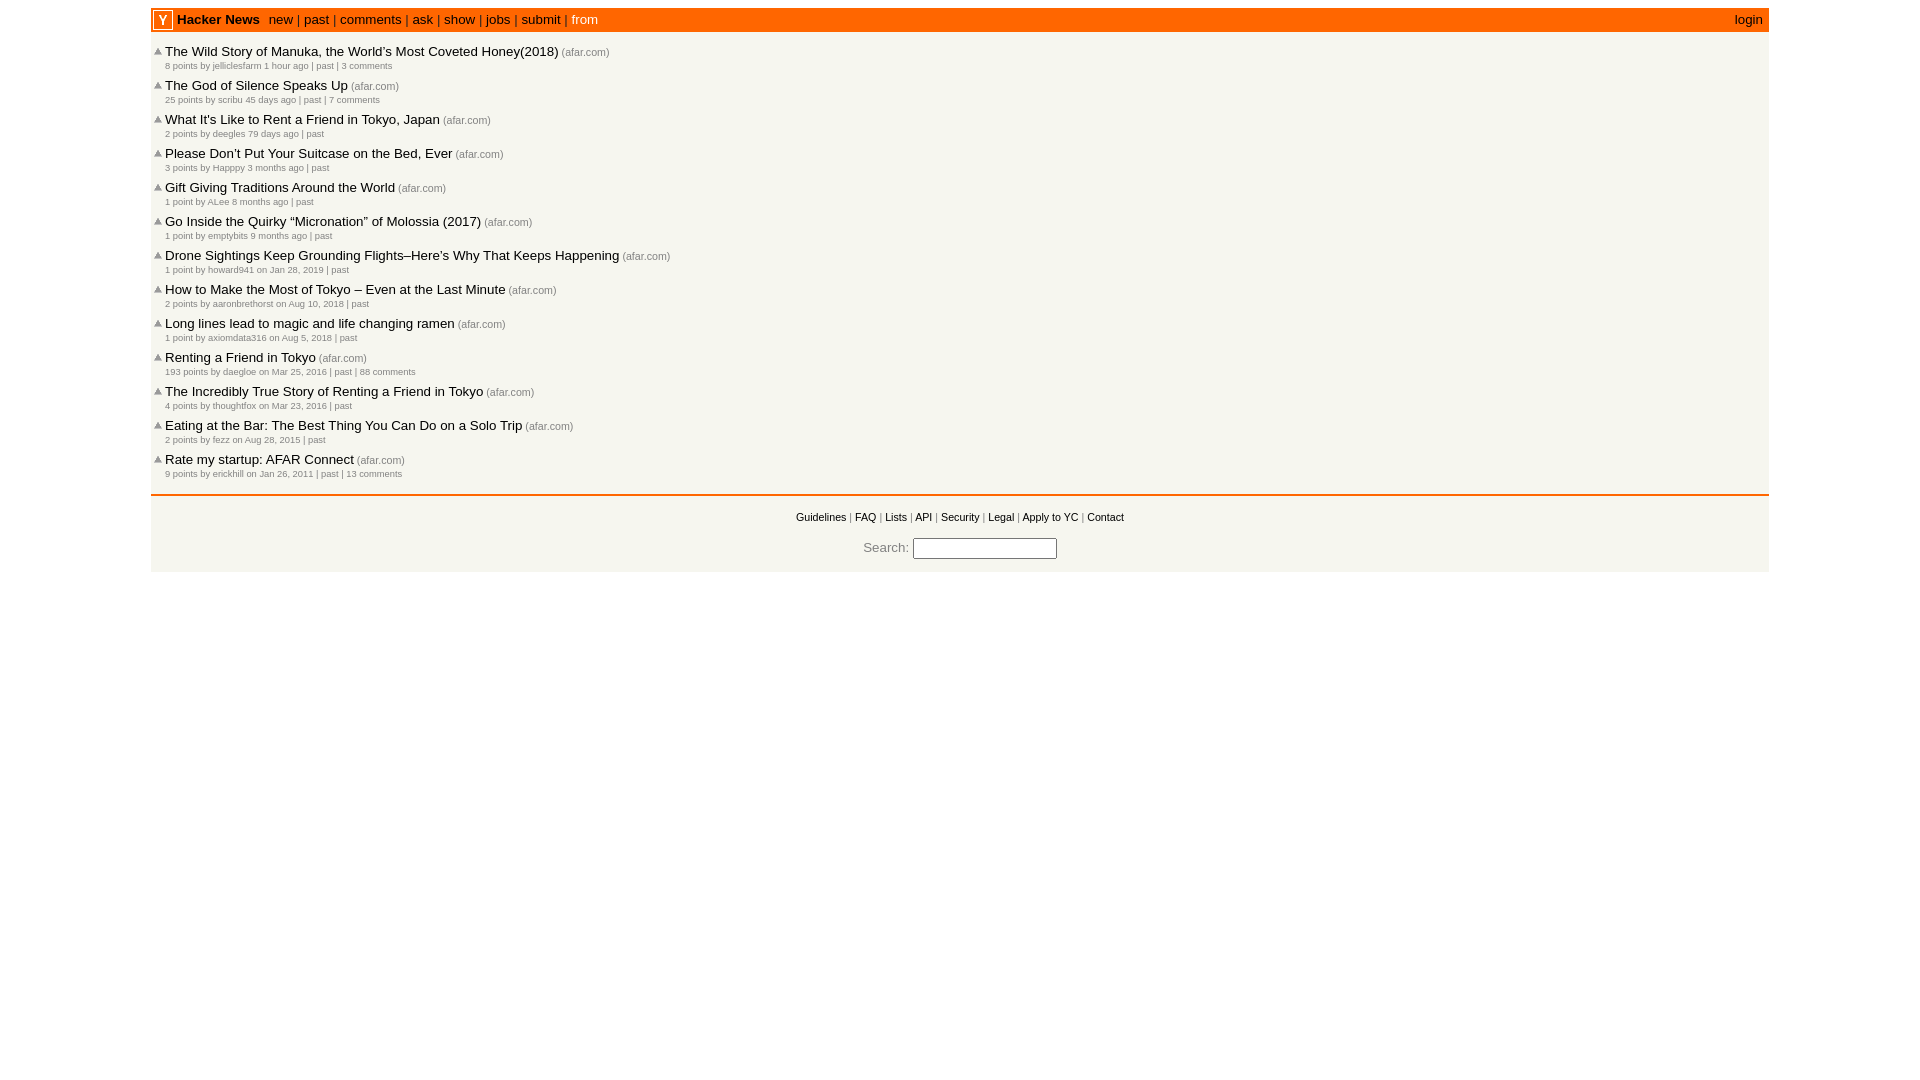 Y Hacker News new | past | comments | ask | show | jobs | submit | from login
The Wild Story of Manuka, the World’s Most Coveted Honey(2018) (afar.com)
8 points by jelliclesfarm 1 hour ago | past | 3 comments
The God of Silence Speaks Up (afar.com)
25 points by scribu 45 days ago | past | 7 comments
What It's Like to Rent a Friend in Tokyo, Japan (afar.com)
2 points by deegles 79 days ago | past
Please Don’t Put Your Suitcase on the Bed, Ever (afar.com)
3 points by Happpy 3 months ago | past
Gift Giving Traditions Around the World (afar.com)
1 point by ALee 8 months ago | past
Go Inside the Quirky “Micronation” of Molossia (2017) (afar.com)
1 point by emptybits 9 months ago | past
Drone Sightings Keep Grounding Flights–Here’s Why That Keeps Happening (afar.com)
1 point by howard941 on Jan 28, 2019 | past
How to Make the Most of Tokyo – Even at the Last Minute (afar.com)
2 points by aaronbrethorst on Aug 10, 2018 | past
Long lines lead to magic and life changing ramen (afar.com)
1 point by axiomdata316 on Aug 5, 2018 | past
Renting a Friend in Tokyo (afar.com)
193 points by daegloe on Mar 25, 2016 | past | 88 comments
The Incredibly True Story of Renting a Friend in Tokyo (afar.com)
4 points by thoughtfox on Mar 23, 2016 | past
Eating at the Bar: The Best Thing You Can Do on a Solo Trip (afar.com)
2 points by fezz on Aug 28, 2015 | past
Rate my startup: AFAR Connect (afar.com)
9 points by erickhill on Jan 26, 2011 | past | 13 comments
Guidelines | FAQ | Lists | API | Security | Legal | Apply to YC | Contact
Search: